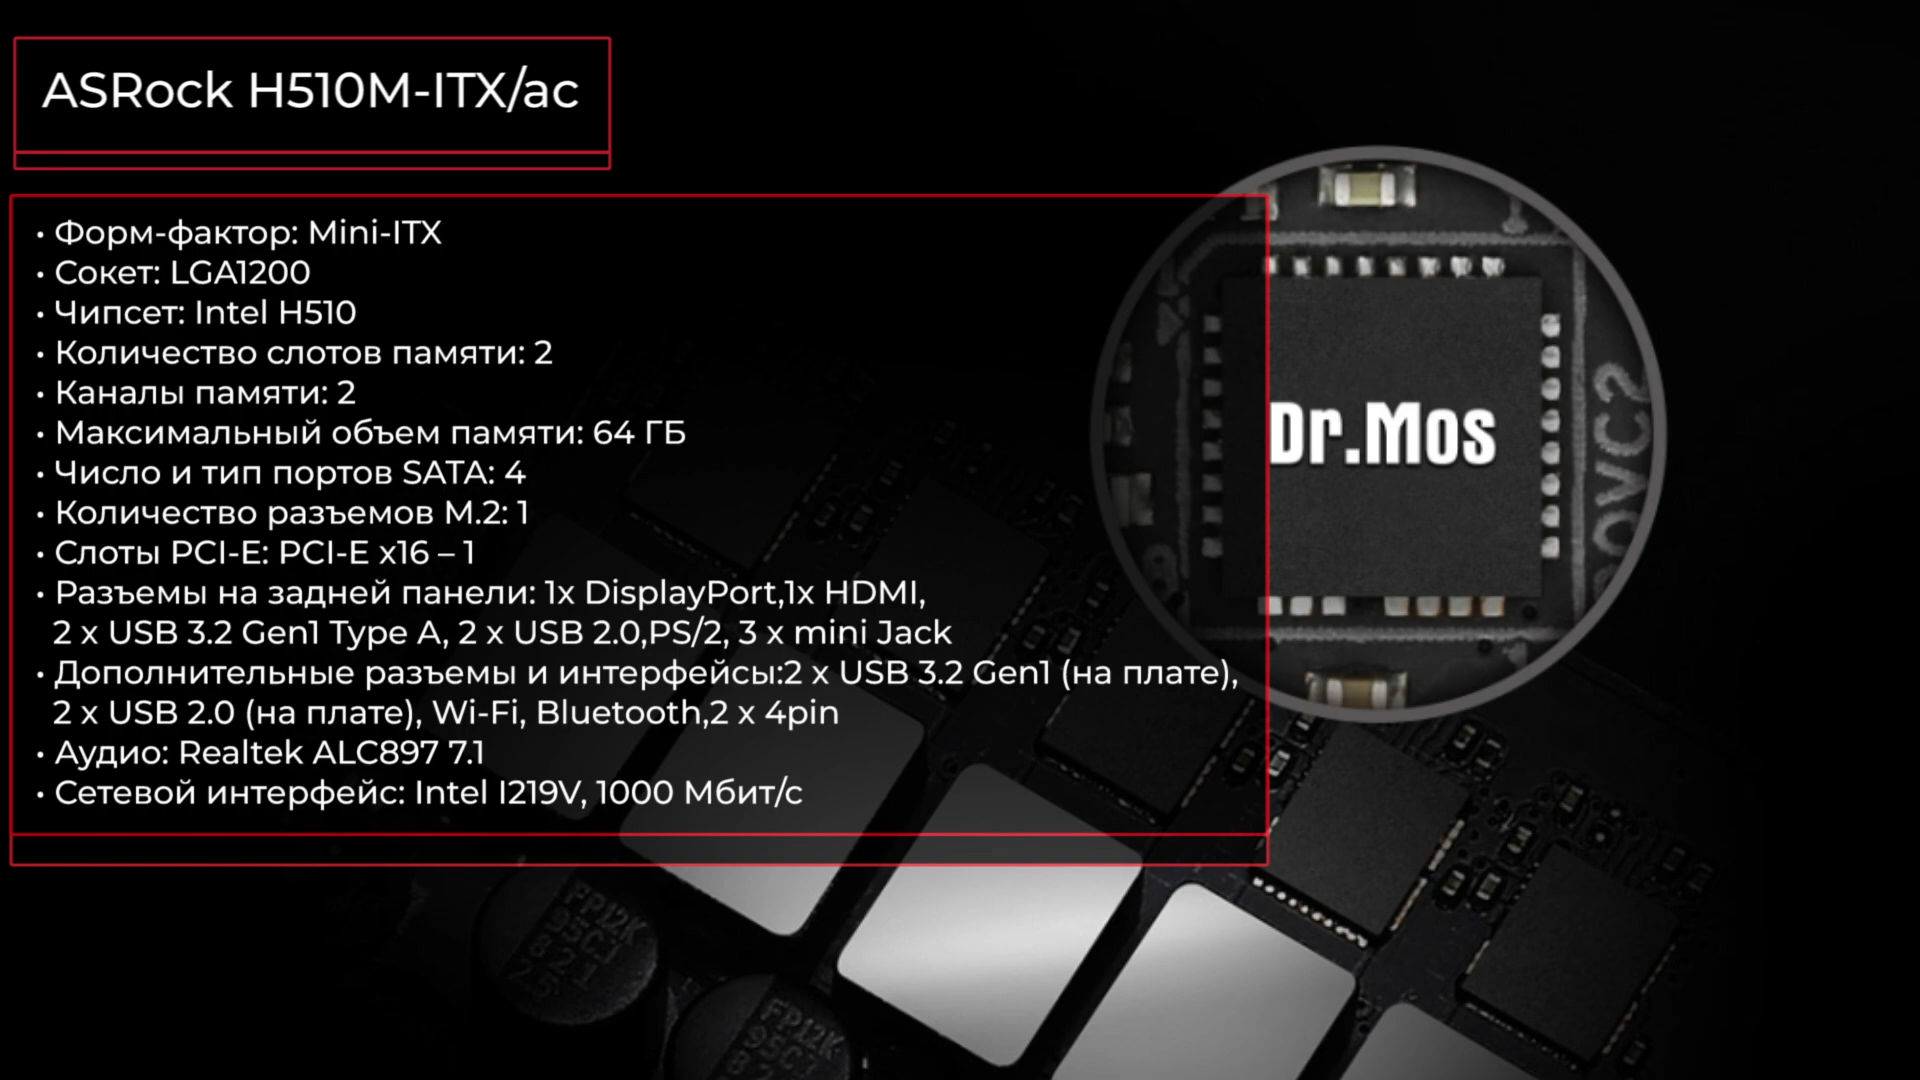 ASRock H510M-ITX/ac
• Форм-фактор: Mini-ITX
• Сокет: LGA1200
• Чипсет: Intel H510
• Количество слотов памяти: 2
• Каналы памяти: 2
• Максимальный объем памяти: 64 ГБ
• Число и тип портов SATA: 4
• Количество разъемов M.2: 1
• Слоты PCI-E: PCI-E x16 – 1
• Разъемы на задней панели: 1x DisplayPort,1x HDMI,
2 x USB 3.2 Gen1 Type A, 2 x USB 2.0,PS/2, 3 x mini Jack
• Дополнительные разъемы и интерфейсы:2 x USB 3.2 Gen1 (на плате),
2 x USB 2.0 (на плате), Wi-Fi, Bluetooth,2 x 4pin
• Аудио: Realtek ALC897 7.1
• Сетевой интерфейс: Intel I219V, 1000 Мбит/с
Dr.Mos
FP12K
821
FP12K